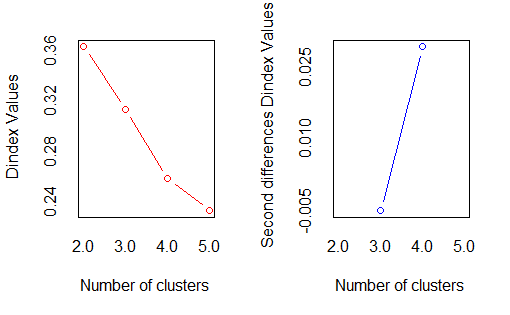 Dindex Values
0.36
0.32
0.28
0.24
2.0 3.0 4.0 5.0
Number of clusters
Second differences Dindex Values
0.025
0.010
-0.005
2.0 3.0 4.0 5.0
Number of clusters